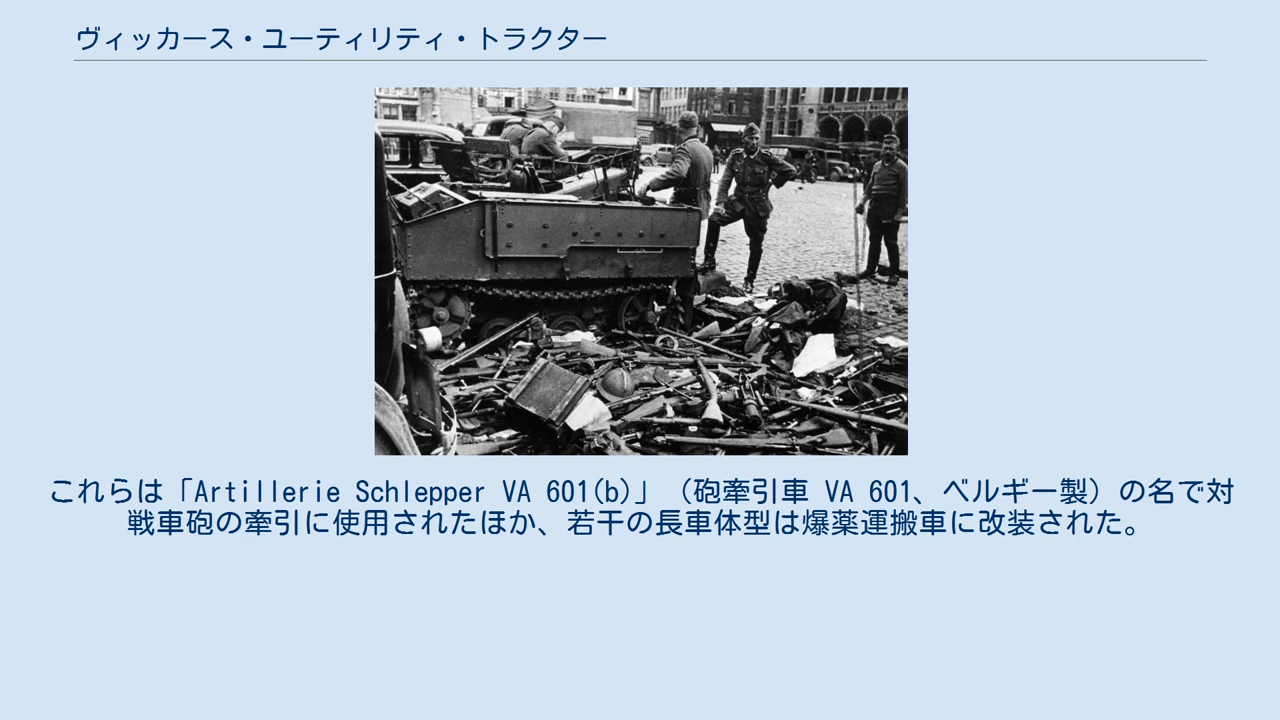 ヴィッカース・ユーティリティ・トラクター
これらは「Artillerie Schlepper VA 601(b)」（砲牽引車 VA 601、ベルギー製）の名で対
戦車砲の牽引に使用されたほか、若干の長車体型は爆薬運搬車に改装された。